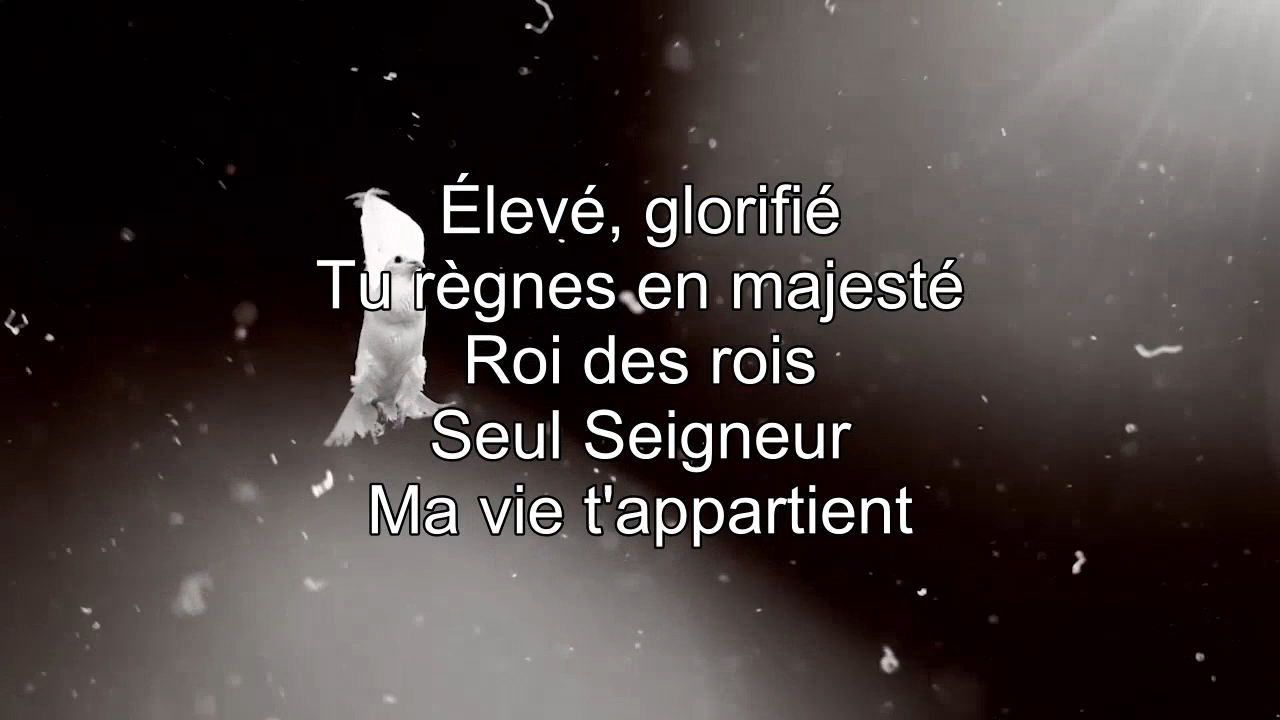 Élevé, glorifié
Tu règnes en majesté
Roi des rois
Seul Seigneur
Ma vie t'appartient